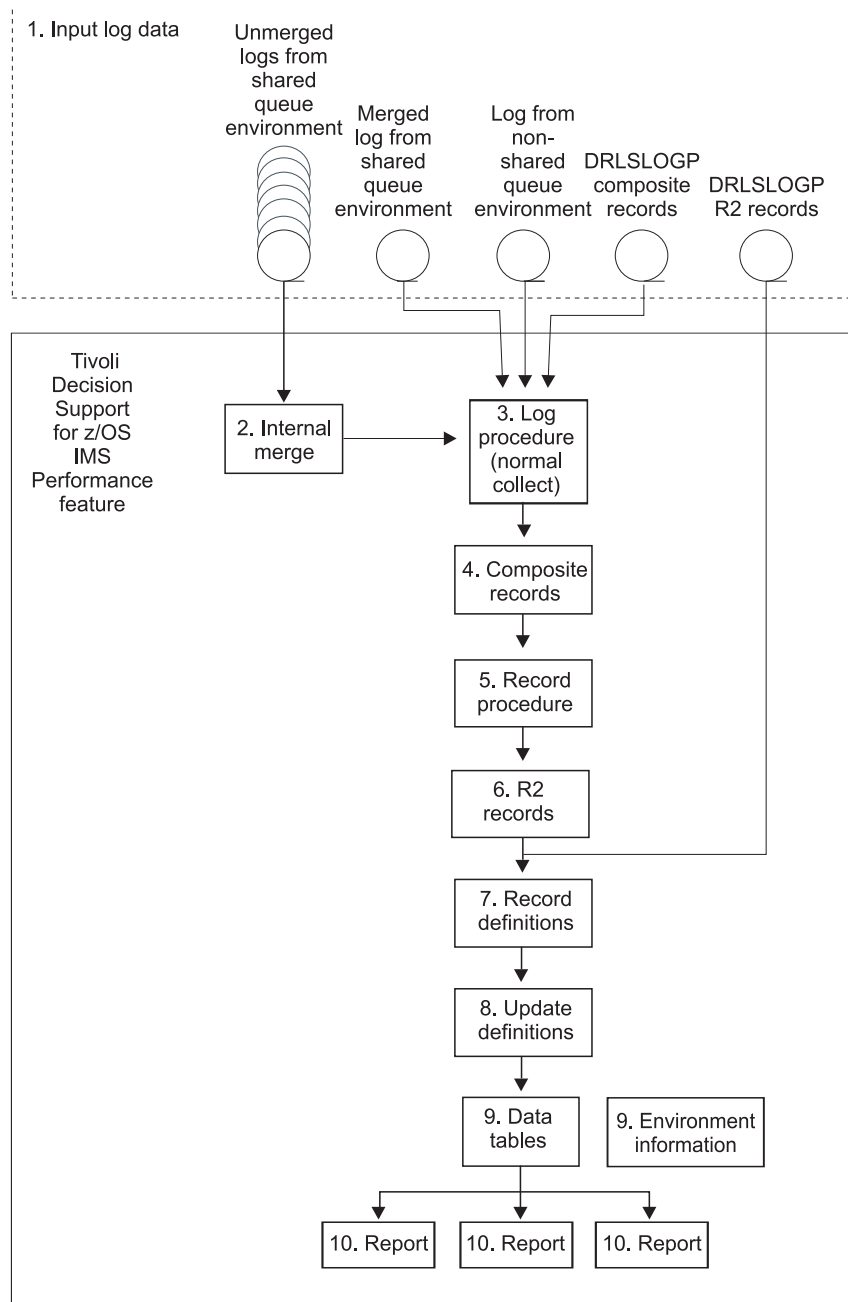 1. Input log data
Unmerged
logs from
shared
queue
environment
Merged
log from
shared
queue
environment
Log from
non-
shared
queue
environment
DRLSLOGP
composite
records
DRLSLOGP
R2 records
Tivoli
Decision
Support
for z/OS
IMS
Performance
feature
2. Internal
merge
3. Log
procedure
(normal
collect)
4. Composite
records
5. Record
procedure
6. R2
records
7. Record
definitions
8. Update
definitions
9. Data
tables
9. Environment
information
10. Report
10. Report
10. Report